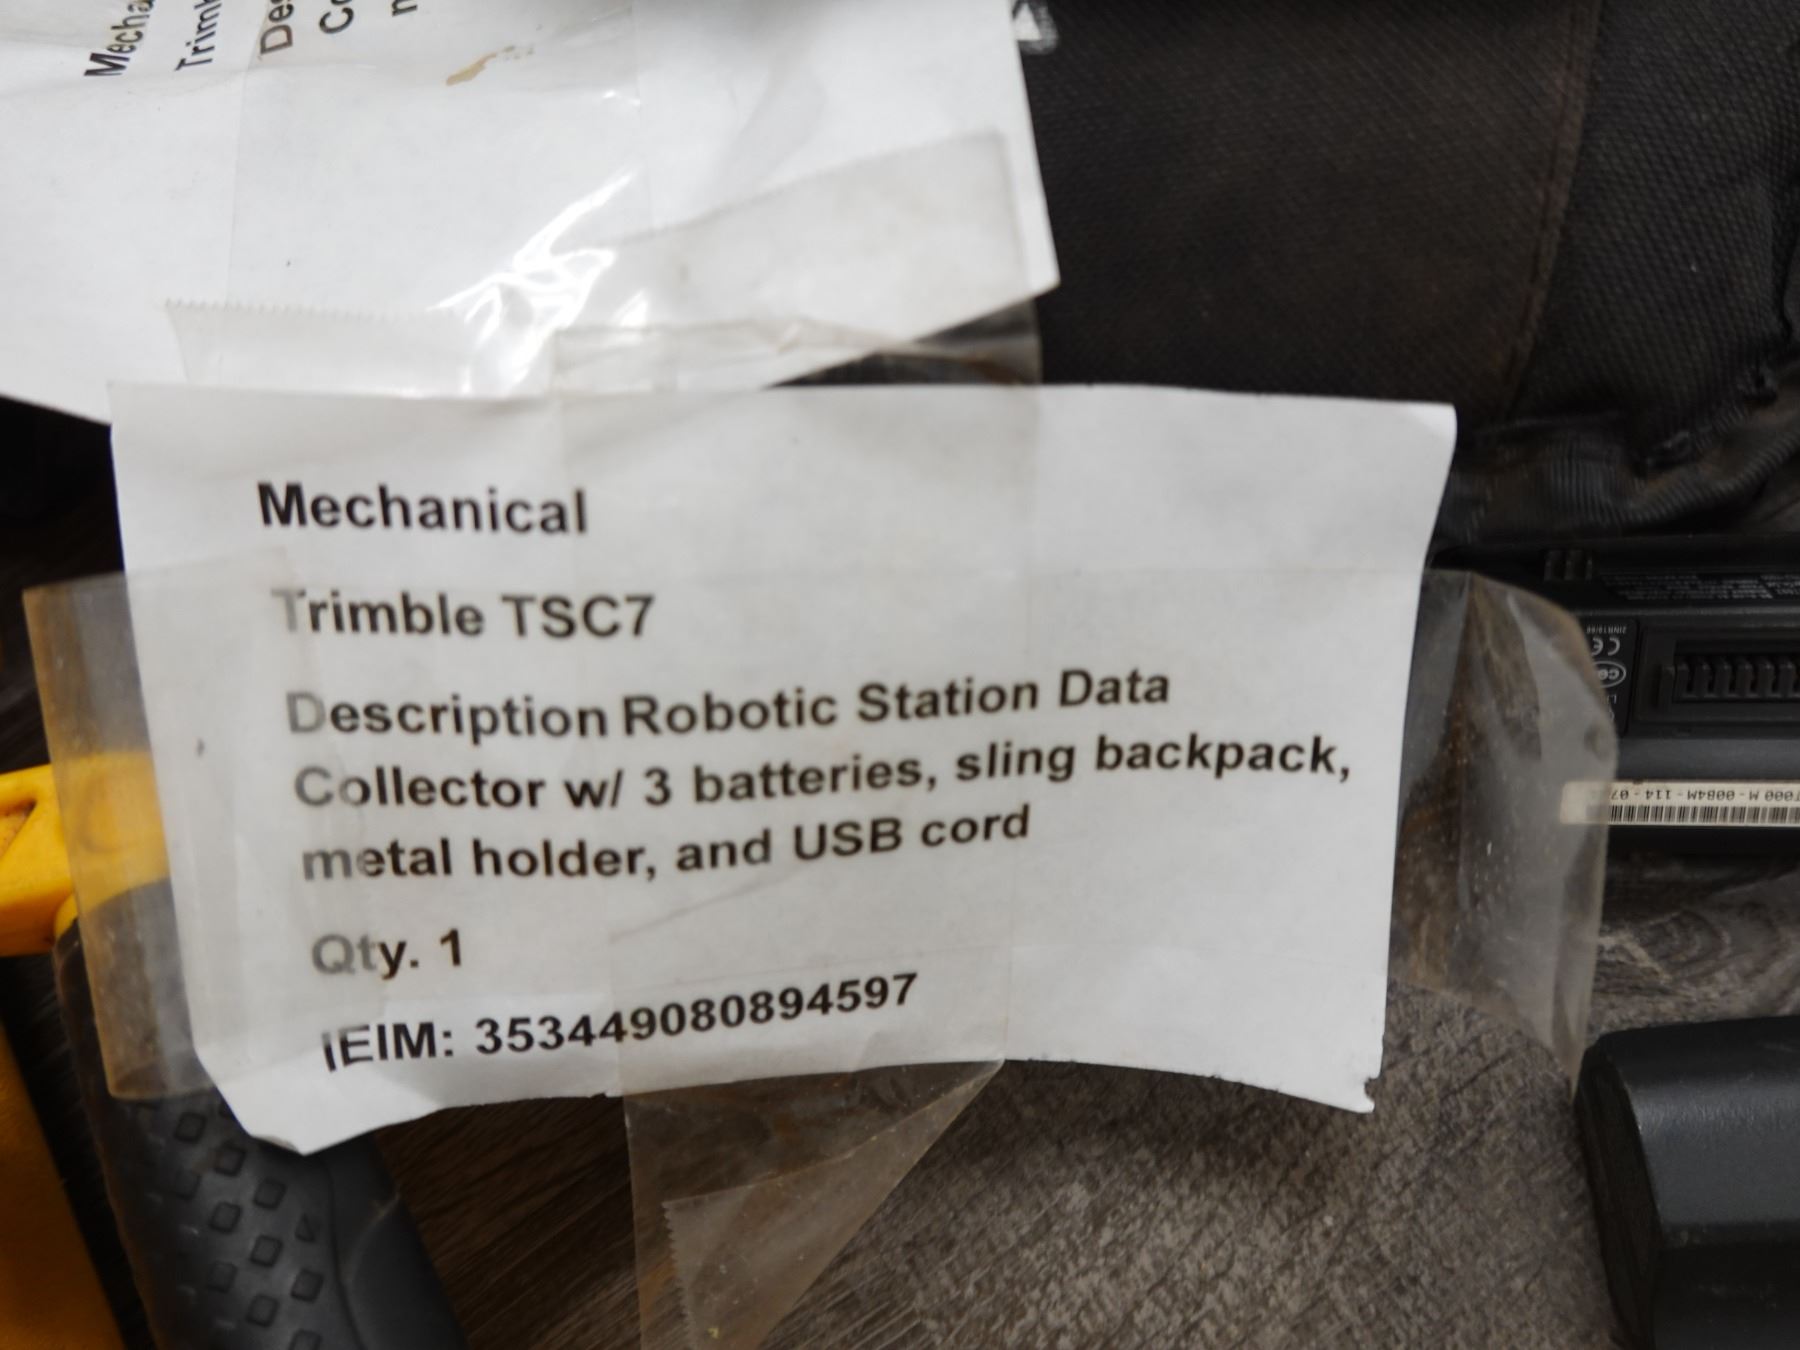 Mechanical
Trimble TSC7
Description Robotic Station Data
Collector w/ 3 batteries, sling backpack,
metal holder, and USB cord
Qty. 1
IEIM: 353449080894597